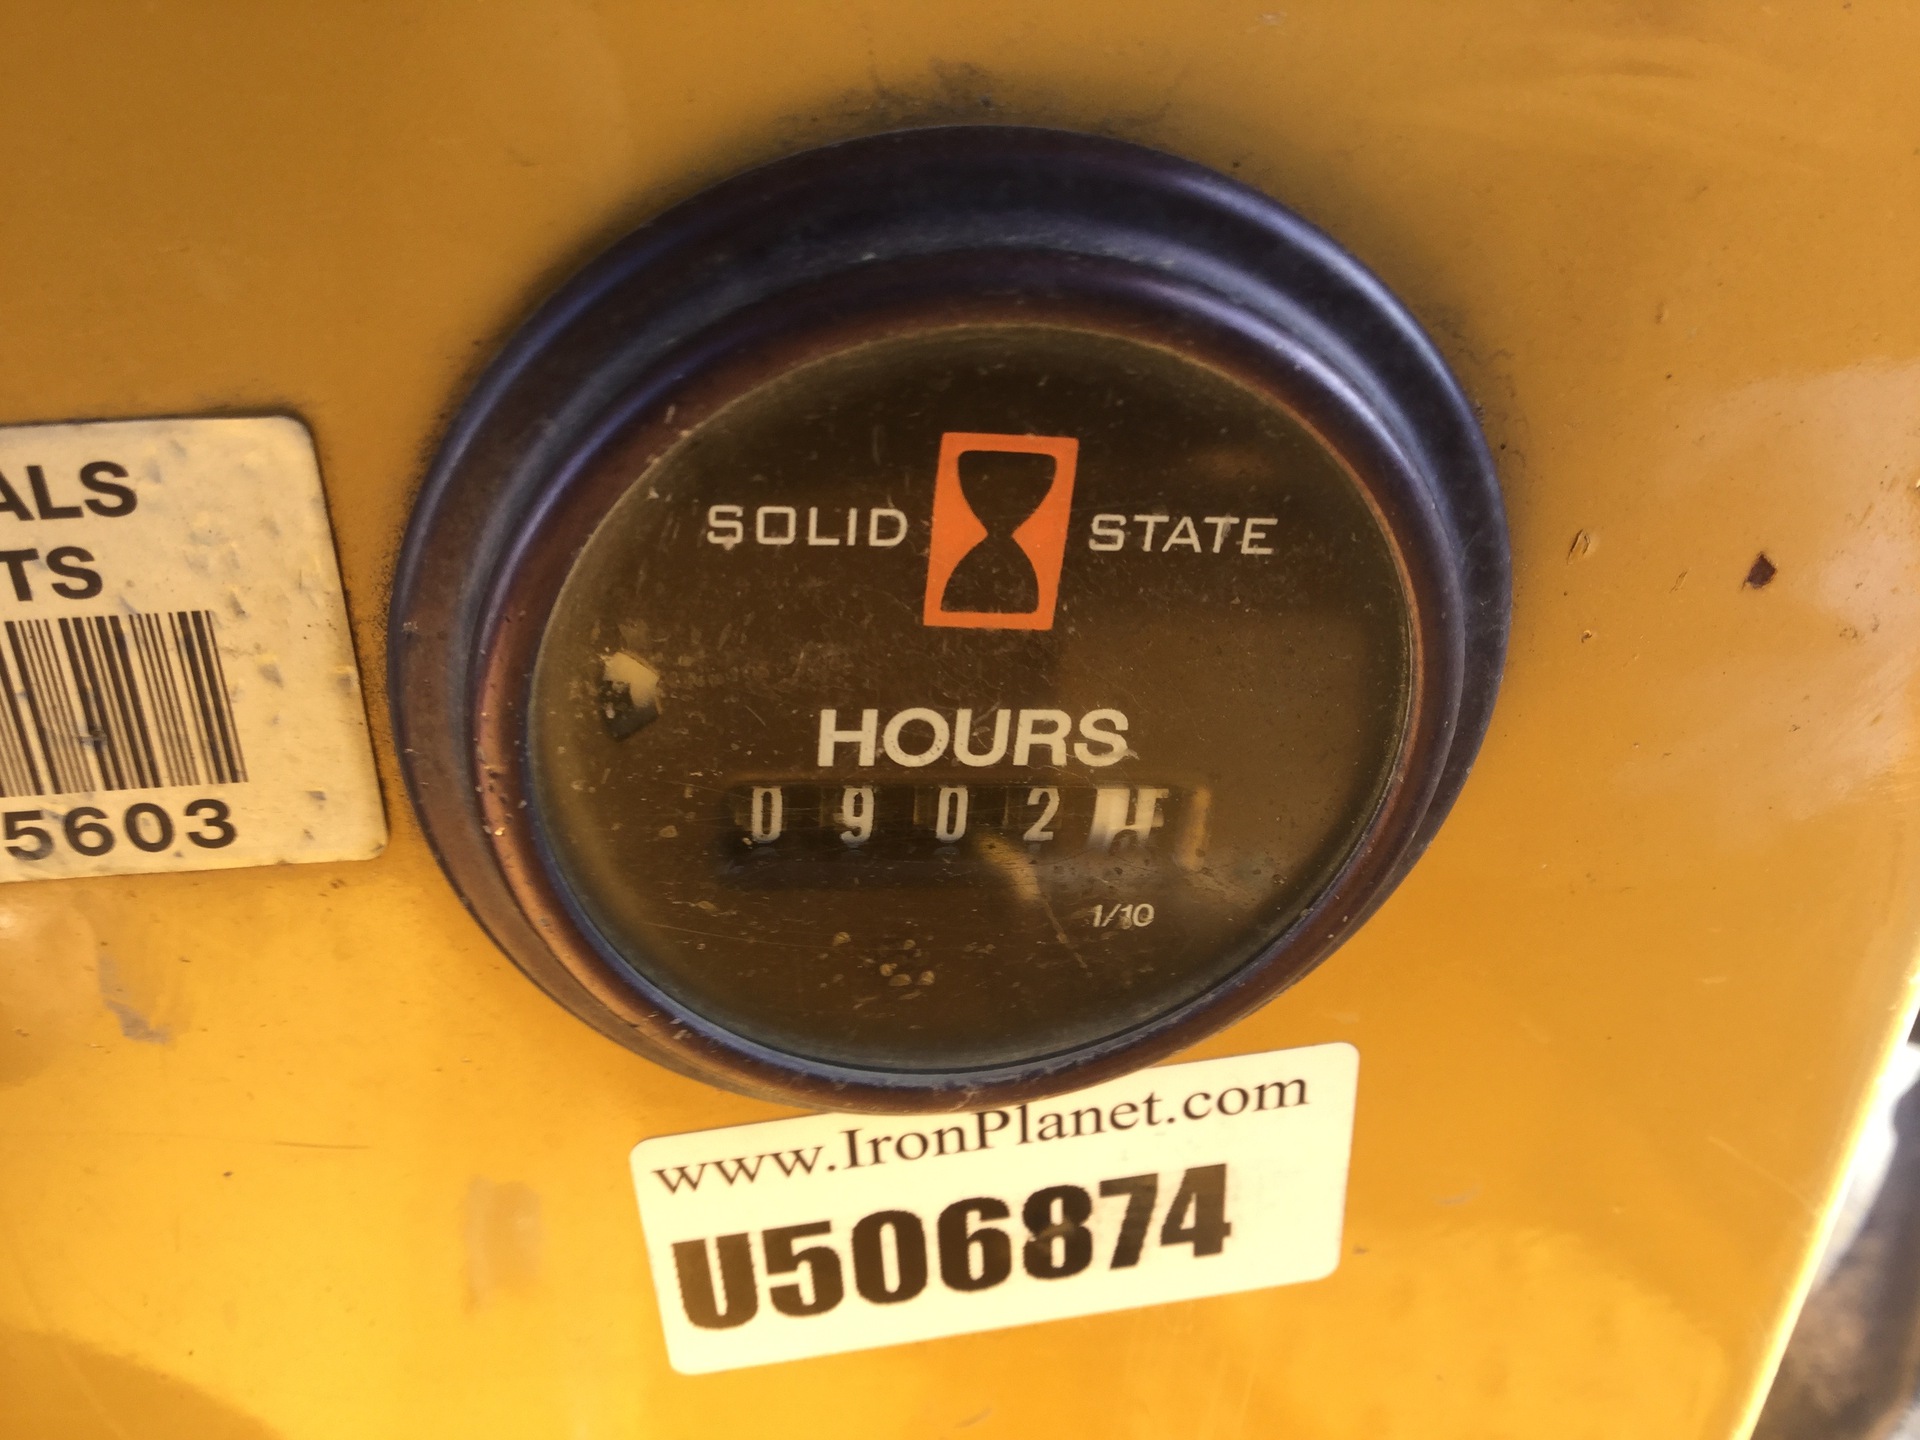 ALS
TS
5603
SOLID STATE
HOURS
0902
1/10
www.IronPlanet.com
U506874